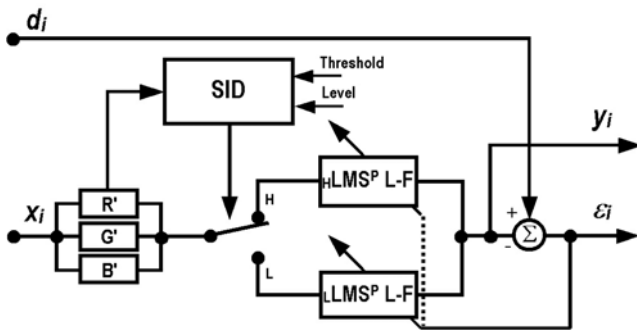 dᵢ
Threshold
SID
Level
yᵢ
R'
H
HLMSᴾ L-F
xᵢ
G'
+
Σ
εᵢ
-
B'
L
LLMSᴾ L-F